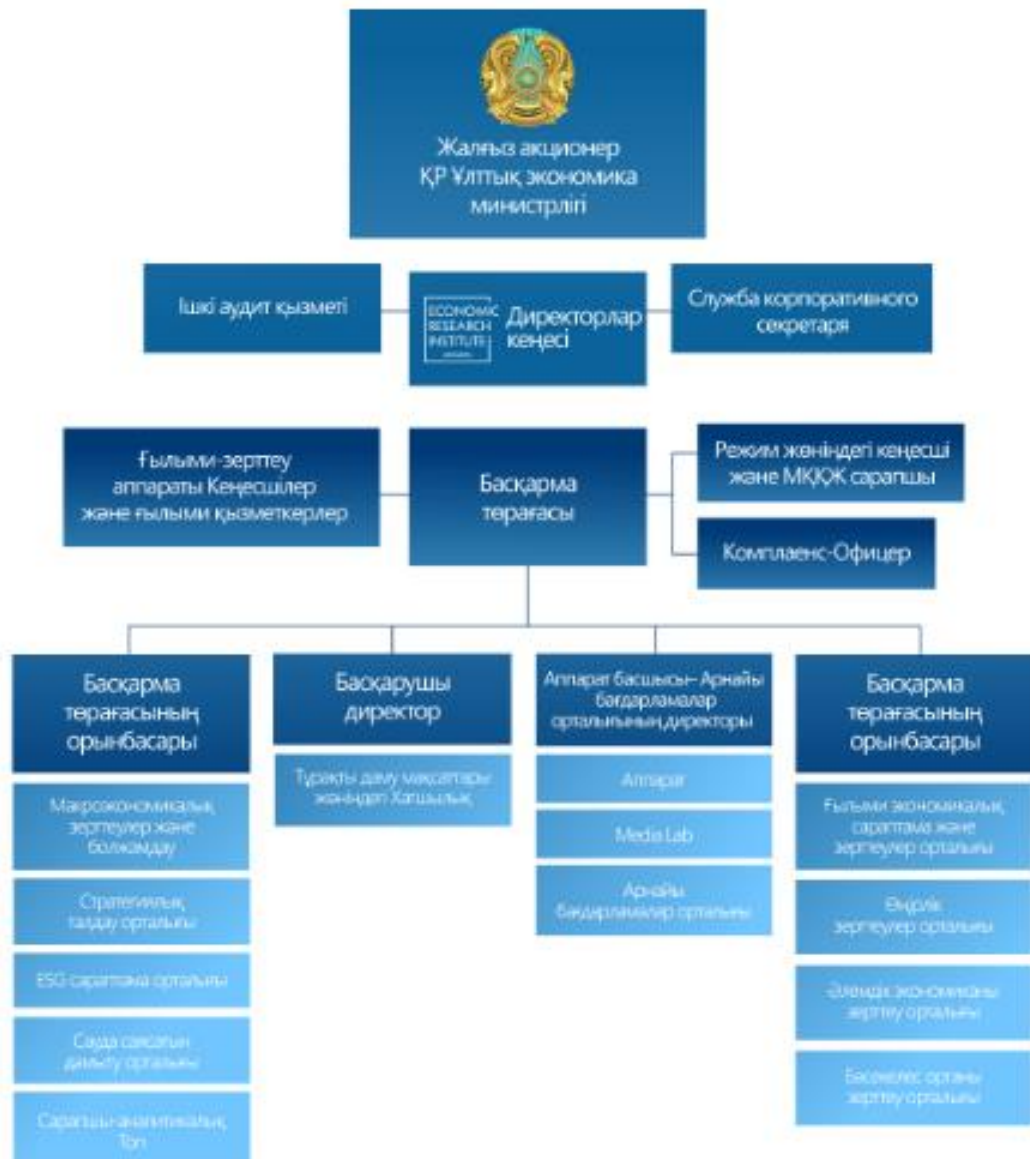 Жалғыз акционер
ҚР Ұлттық экономика
министрлігі
Ішкі аудит қызметі
ECONOMIC
RESEARCH
INSTITUTE
Директорлар
кеңесі
Служба корпоративного
секретаря
Ғылыми-зерттеу
аппараты Кеңесшілер
және ғылыми қызметкерлер
Басқарма
төрағасы
Режим жөніндегі кеңесші
және МҚҚЖ сарапшы
Комплаенс-Офицер
Басқарма
төрағасының
орынбасары
Макроэкономикалық
зерттеулер және
болжамдау
Стратегиялық
талдау орталығы
ESG сараптама орталығы
Сауда саясатын
дамыту орталығы
Сарапшы-аналитикалық
Топ
Басқарушы
директор
Тұрақты даму мақсаттары
жөніндегі Хатшылық
Аппарат басшысы– Арнайы
бағдарламалар
орталығының директоры
Аппарат
Media Lab
Арнайы
бағдарламалар орталығы
Басқарма
төрағасының
орынбасары
Ғылыми экономикалық
сараптама және
зерттеулер орталығы
Өңірлік
зерттеулер орталығы
Әлемдік экономиканы
зерттеу орталығы
Бәсекелес ортаны
зерттеу орталығы